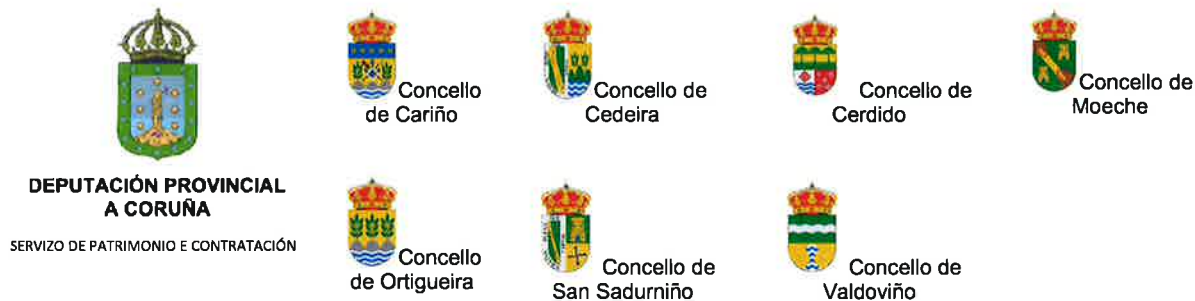 DEPUTACIÓN PROVINCIAL
A CORUÑA
SERVIZO DE PATRIMONIO E CONTRATACIÓN
Concello
de Cariño
Concello de
Cedeira
Concello de
Cerdido
Concello de
Moeche
Concello
de Ortigueira
Concello de
San Sadurniño
Concello de
Valdoviño